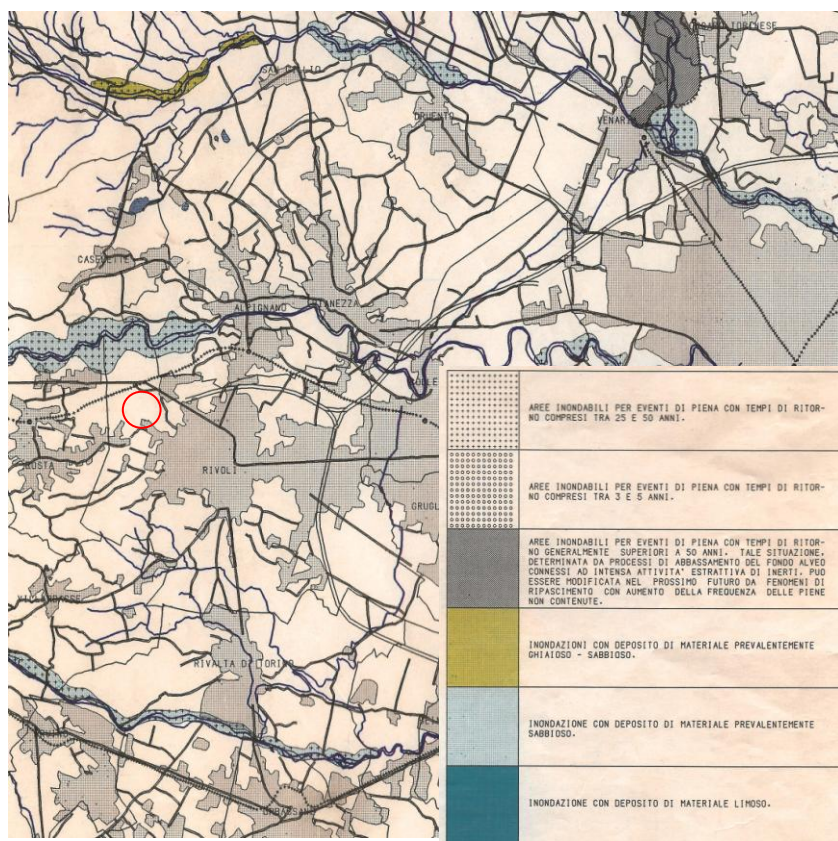 DRUENTO
VENARIA
CASELETTE
ALPIGNANO
PIANEZZA
RIVOLI
RIVALTA DI TORINO
ORBASSANO
AREE INONDABILI PER EVENTI DI PIENA CON TEMPI DI RITOR-
NO COMPRESI TRA 25 E 50 ANNI.
AREE INONDABILI PER EVENTI DI PIENA CON TEMPI DI RITOR-
NO COMPRESI TRA 3 E 5 ANNI.
AREE INONDABILI PER EVENTI DI PIENA CON TEMPI DI RITOR-
NO GENERALMENTE SUPERIORI A 50 ANNI. TALE SITUAZIONE,
DETERMINATA DA PROCESSI DI ABBASSAMENTO DEL FONDO ALVEO
CONNESSI AD INTENSA ATTIVITA' ESTRATTIVA DI INERTI, PUO
ESSERE MODIFICATA NEL PROSSIMO FUTURO DA FENOMENI DI
RIPASCIMENTO CON AUMENTO DELLA FREQUENZA DELLE PIENE
NON CONTENUTE.
INONDAZIONI CON DEPOSITO DI MATERIALE PREVALENTEMENTE
GHIAIOSO - SABBIOSO.
INONDAZIONE CON DEPOSITO DI MATERIALE PREVALENTEMENTE
SABBIOSO.
INONDAZIONE CON DEPOSITO DI MATERIALE LIMOSO.